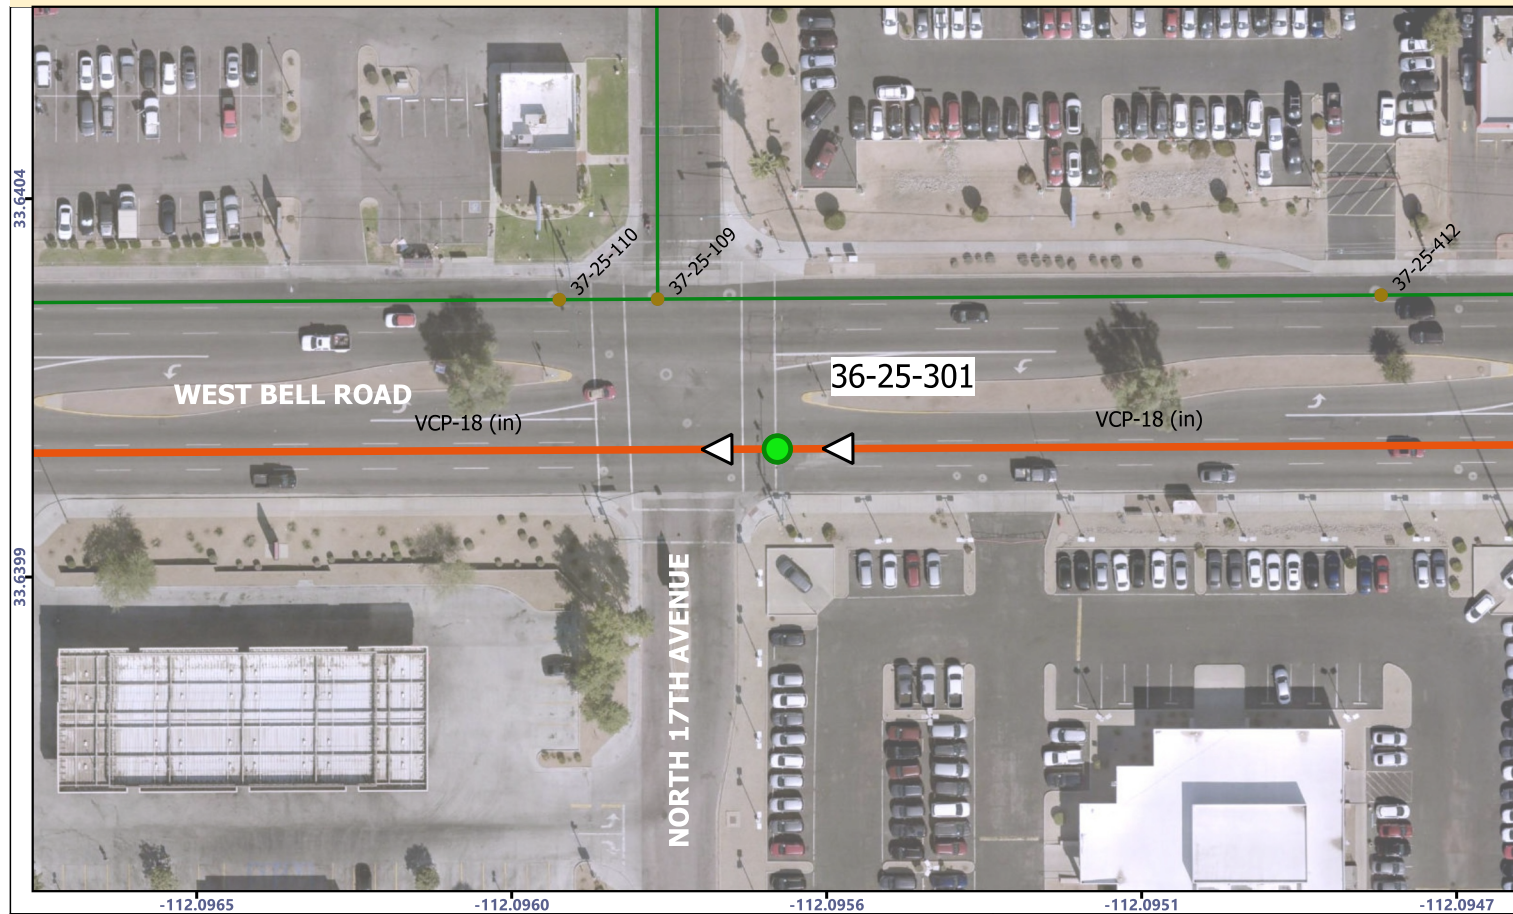 33.6404
33.6399
37-25-110
37-25-109
37-25-412
36-25-301
WEST BELL ROAD
VCP-18 (in)
VCP-18 (in)
NORTH 17TH AVENUE
-112.0965
-112.0960
-112.0956
-112.0951
-112.0947